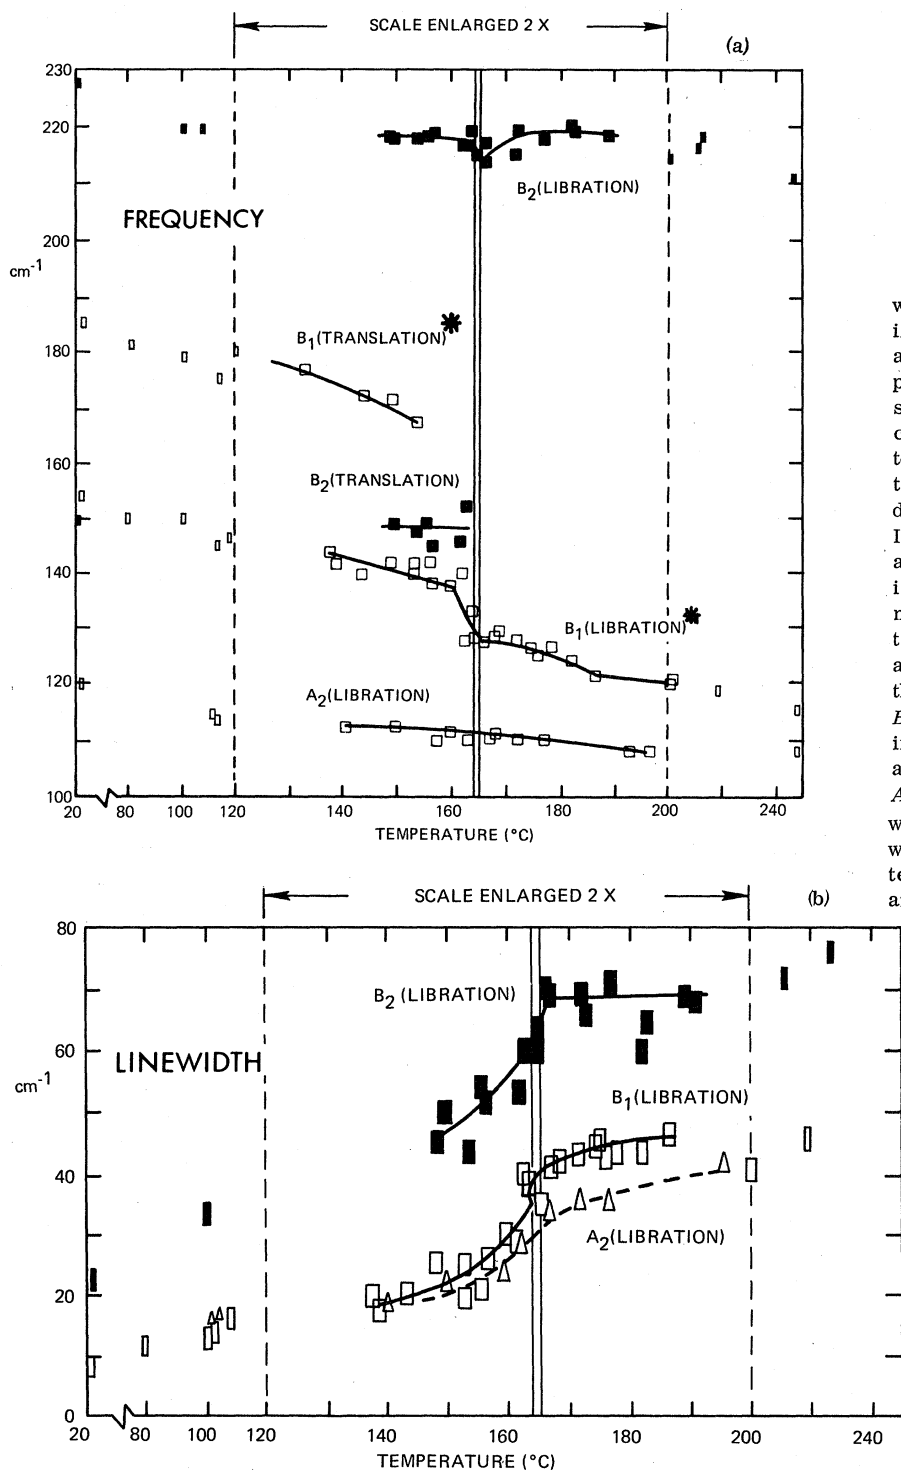 SCALE ENLARGED 2 X
(a)
230
220
B2(LIBRATION)
FREQUENCY
200
cm-1
B1(TRANSLATION)*
180
160
B2(TRANSLATION)
140
B1(LIBRATION)*
A2(LIBRATION)
120
100
20 80 100 120 140 160 180 200 240
TEMPERATURE (°C)
SCALE ENLARGED 2 X
(b)
80
B2 (LIBRATION)
LINEWIDTH
60
cm-1
B1(LIBRATION)
40
A2(LIBRATION)
20
0
20 80 100 120 140 160 180 200 220
TEMPERATURE (°C)